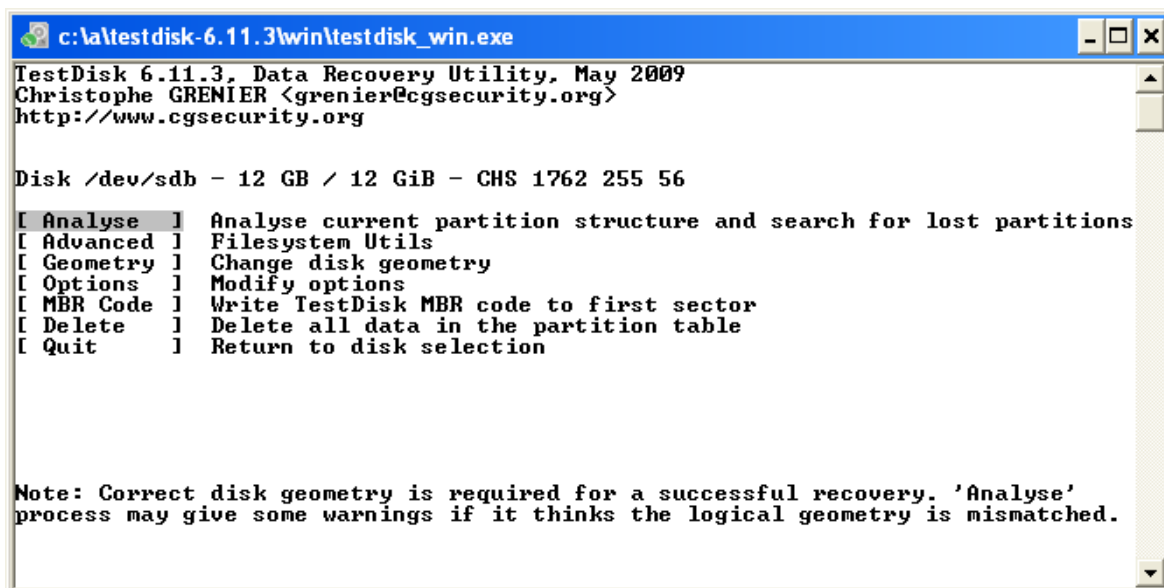 c:\a\testdisk-6.11.3\win\testdisk_win.exe
TestDisk 6.11.3, Data Recovery Utility, May 2009
Christophe GRENIER <grenier@cgsecurity.org>
http://www.cgsecurity.org
Disk /dev/sdb - 12 GB / 12 GiB - CHS 1762 255 56
[ Analyse  ]  Analyse current partition structure and search for lost partitions
[ Advanced ]  Filesystem Utils
[ Geometry ]  Change disk geometry
[ Options  ]  Modify options
[ MBR Code ]  Write TestDisk MBR code to first sector
[ Delete   ]  Delete all data in the partition table
[ Quit     ]  Return to disk selection
Note: Correct disk geometry is required for a successful recovery. 'Analyse'
process may give some warnings if it thinks the logical geometry is mismatched.